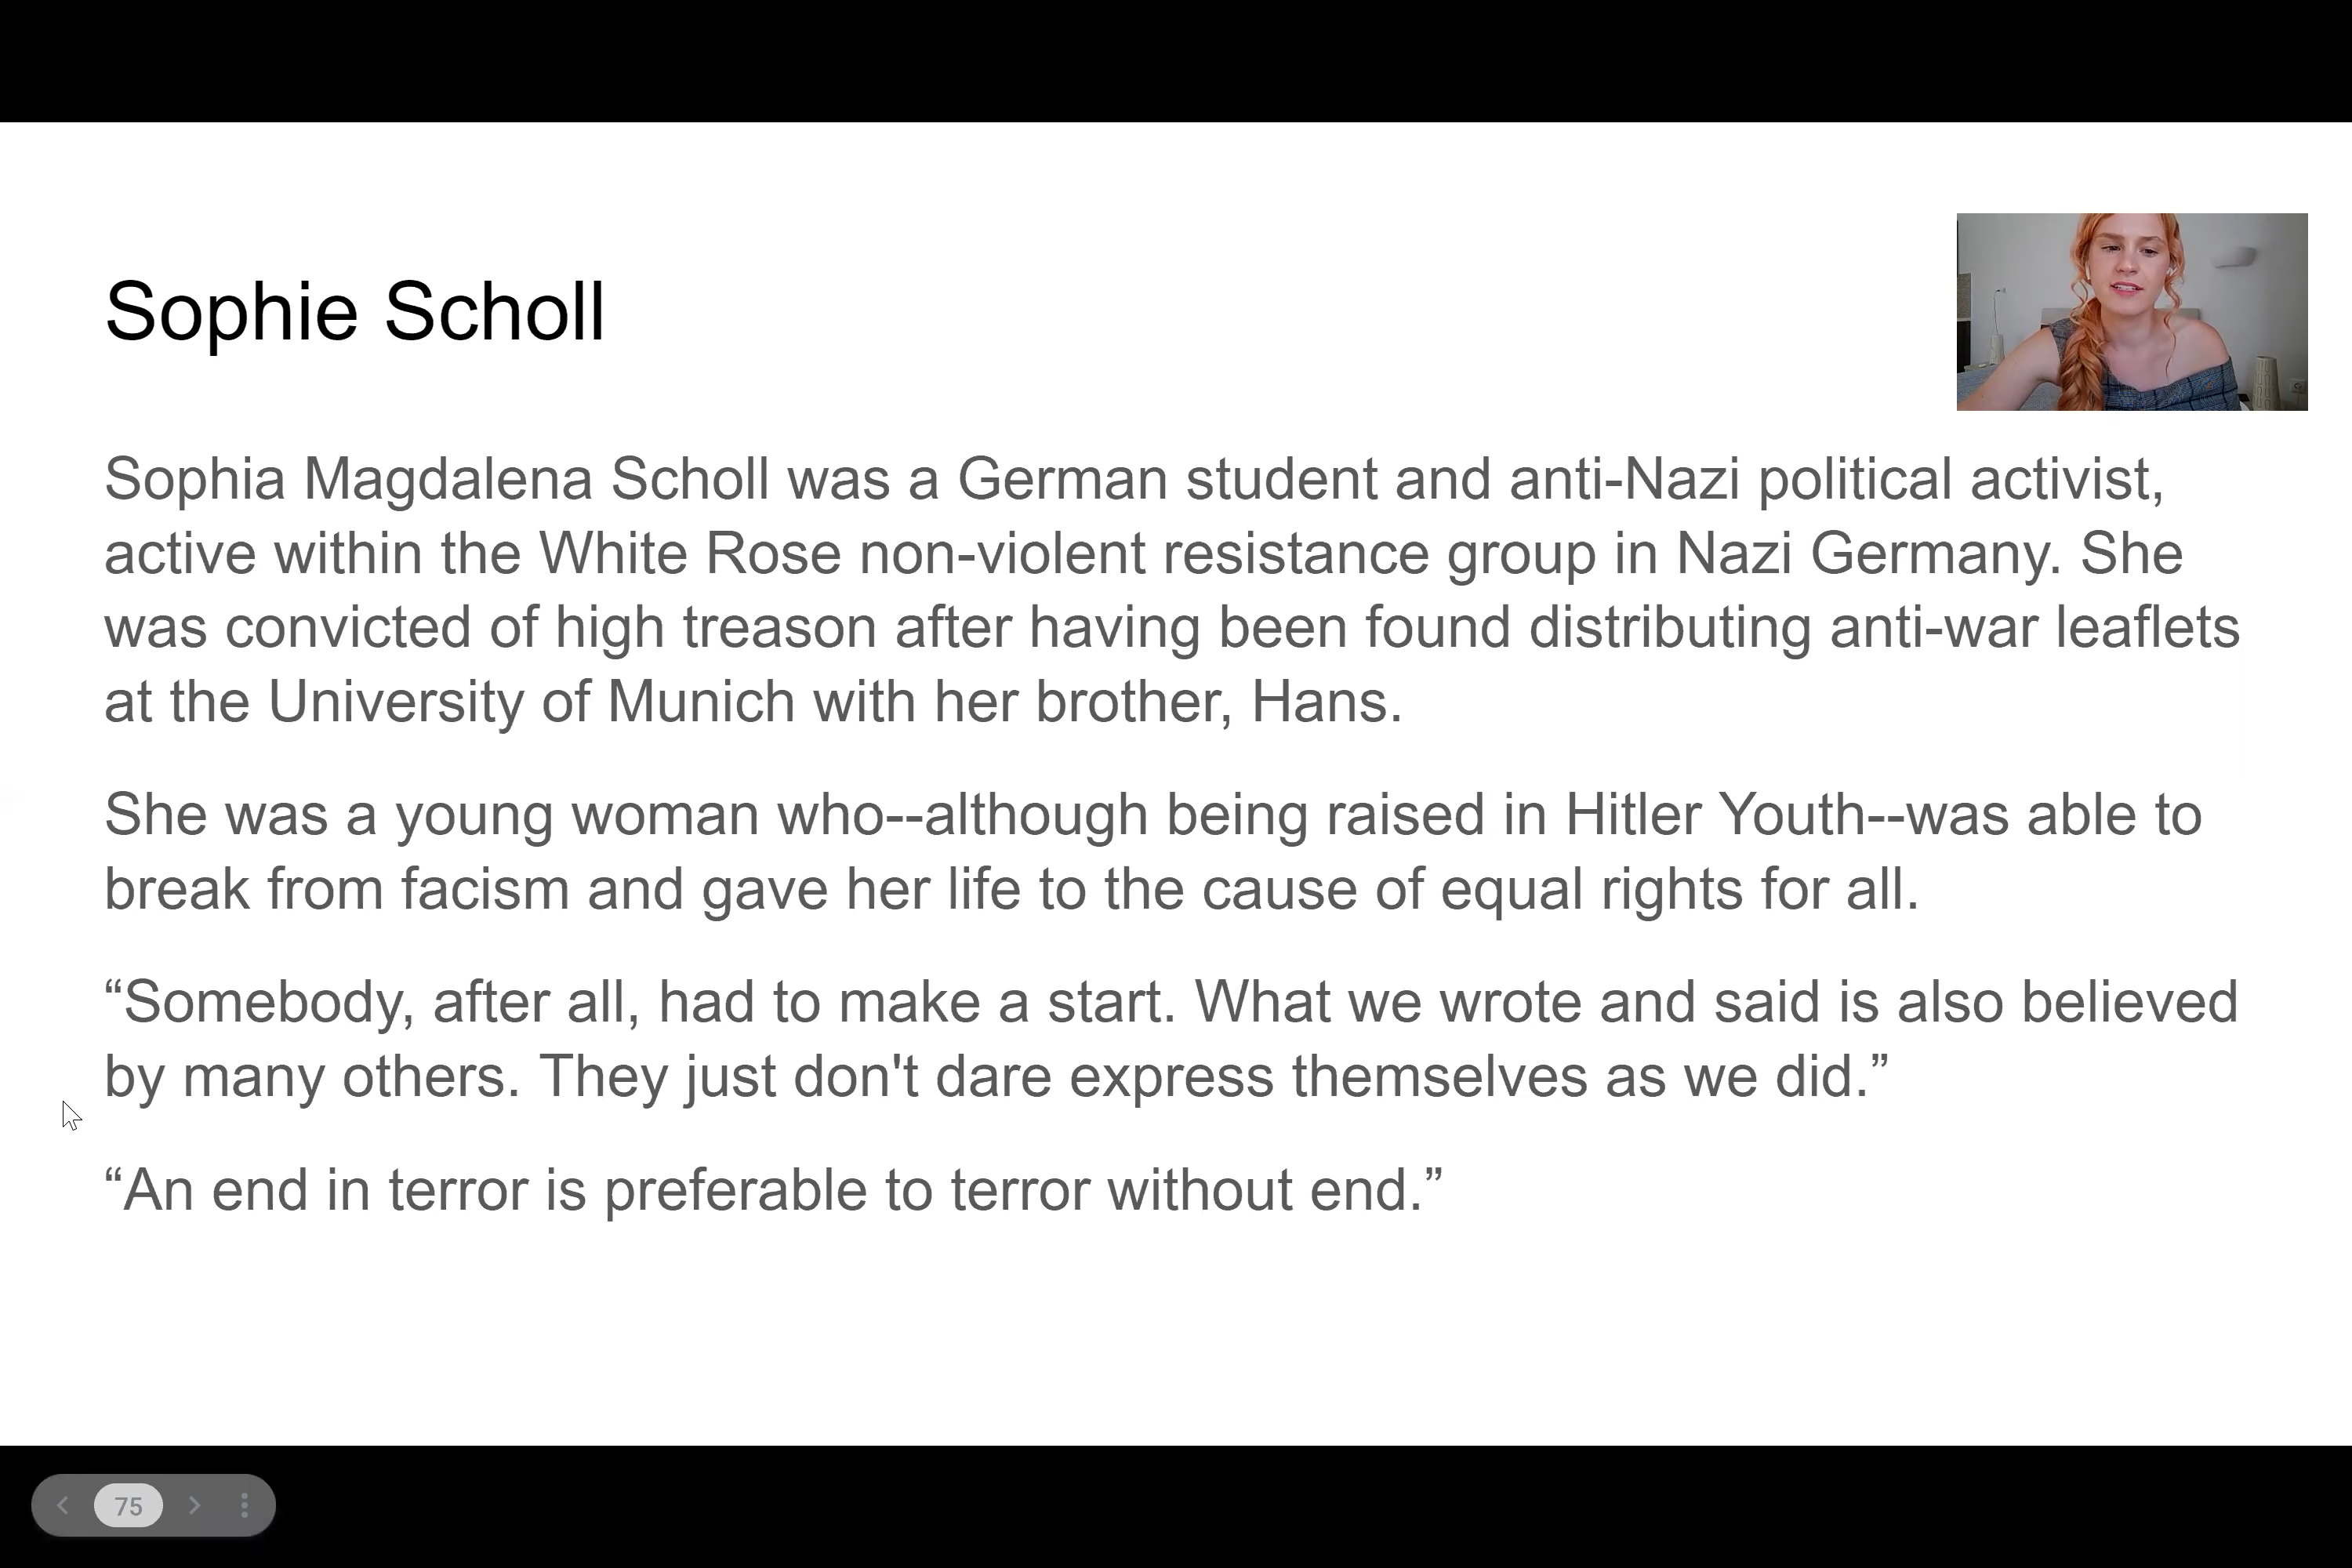 Sophie Scholl
Sophia Magdalena Scholl was a German student and anti-Nazi political activist,
active within the White Rose non-violent resistance group in Nazi Germany. She
was convicted of high treason after having been found distributing anti-war leaflets
at the University of Munich with her brother, Hans.
She was a young woman who--although being raised in Hitler Youth--was able to
break from facism and gave her life to the cause of equal rights for all.
“Somebody, after all, had to make a start. What we wrote and said is also believed
by many others. They just don't dare express themselves as we did.”
“An end in terror is preferable to terror without end.”
75